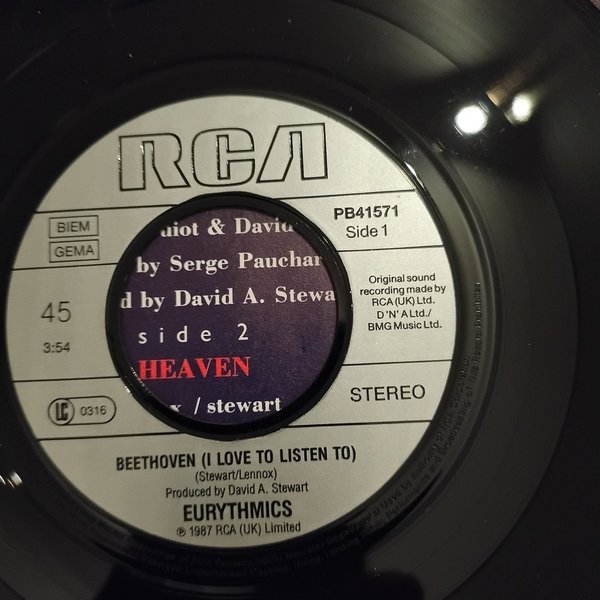 RCA
BIEM
GEMA
PB41571
Side 1
uiot & David
by Serge Pauchar
d by David A. Stewa
side 2
HEAVEN
x / stewart
45
3:54
Original sound
recording made by
RCA (UK) Ltd.
D 'N' A Ltd./
BMG Music Ltd.
LC 0316
STEREO
BEETHOVEN (I LOVE TO LISTEN TO)
(Stewart/Lennox)
Produced by David A. Stewart
EURYTHMICS
℗ 1987 RCA (UK) Limited